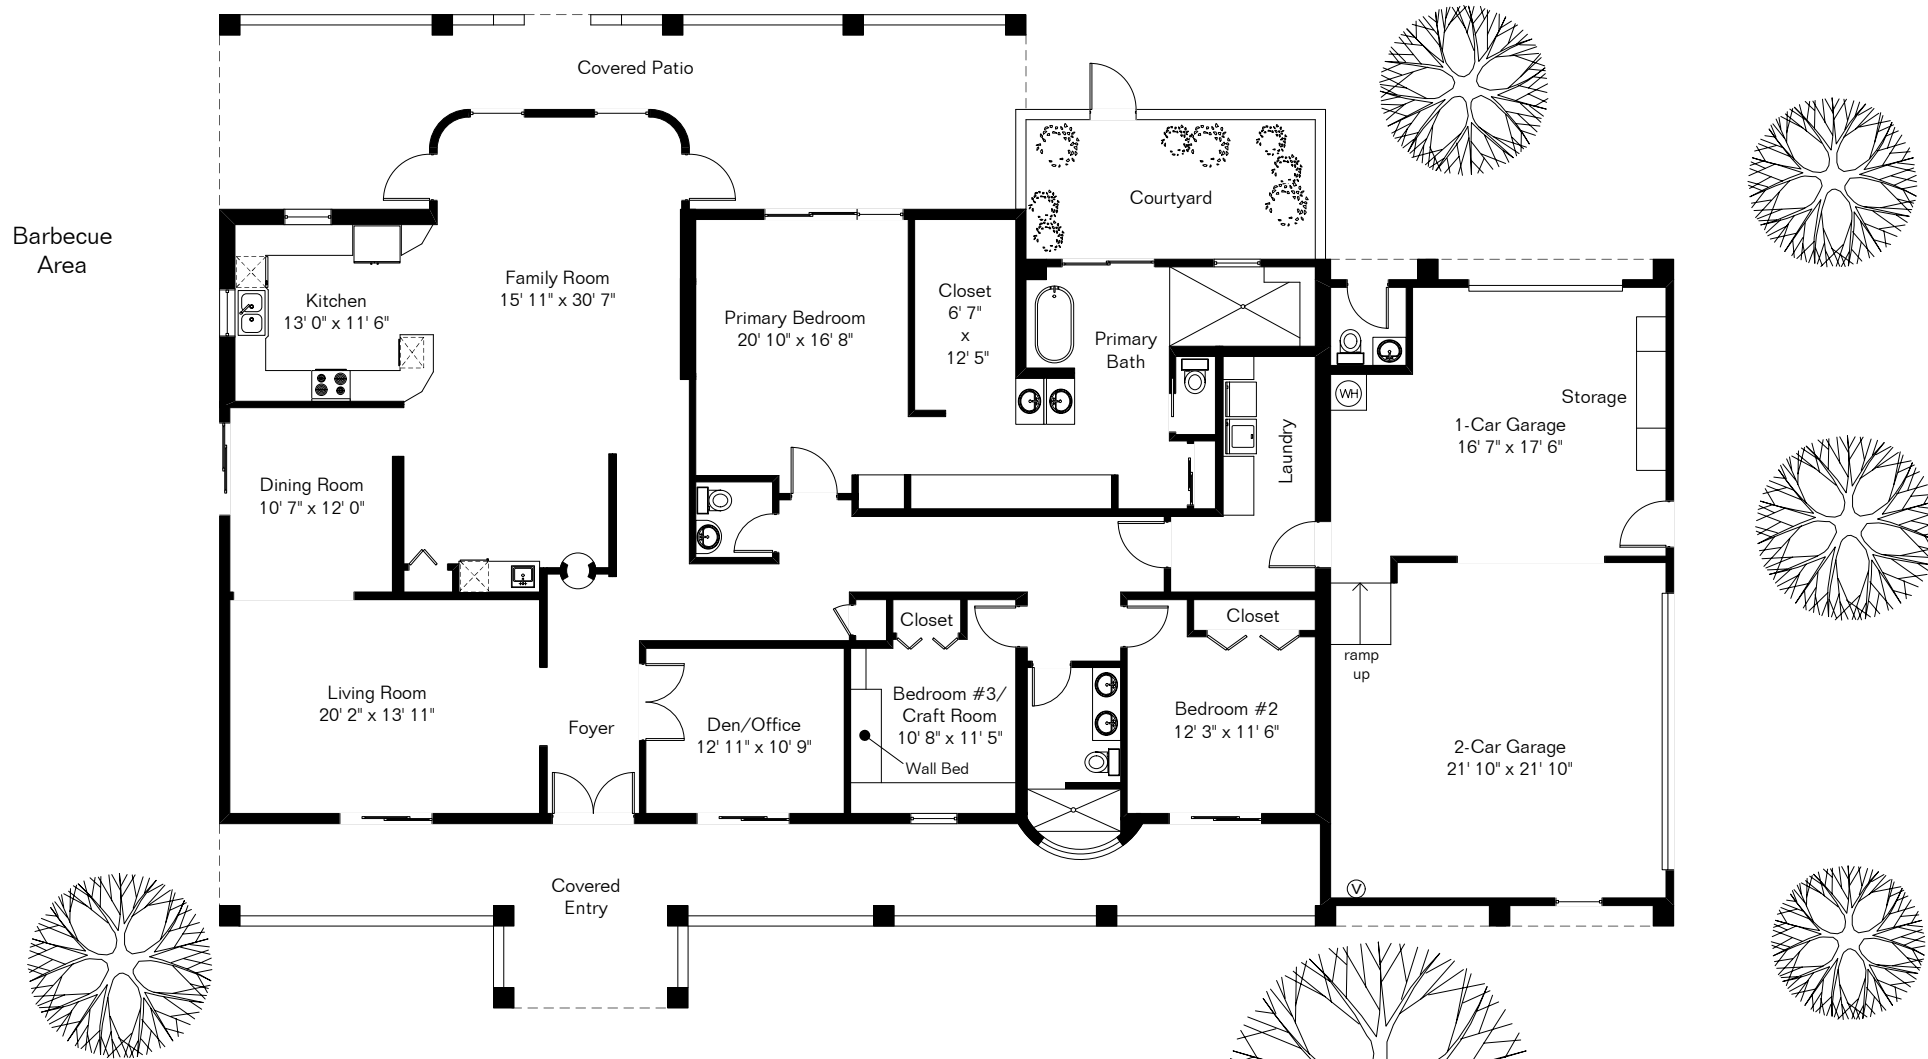 Covered Patio
Barbecue
Area
Courtyard
Family Room
15' 11" x 30' 7"
Kitchen
13' 0" x 11' 6"
Primary Bedroom
20' 10" x 16' 8"
Closet
6' 7"
x
12' 5"
Primary
Bath
WH
Storage
1-Car Garage
16' 7" x 17' 6"
Laundry
Dining Room
10' 7" x 12' 0"
Closet
Closet
ramp
up
Living Room
20' 2" x 13' 11"
Foyer
Den/Office
12' 11" x 10' 9"
Bedroom #3/
Craft Room
10' 8" x 11' 5"
Wall Bed
Bedroom #2
12' 3" x 11' 6"
2-Car Garage
21' 10" x 21' 10"
V
Covered
Entry